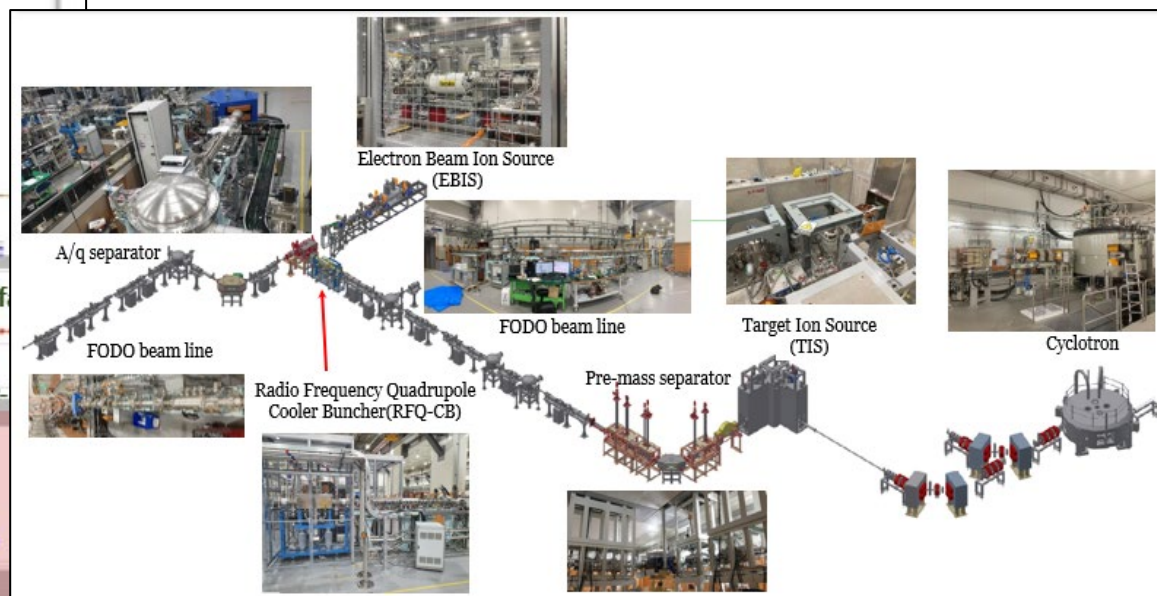 Electron Beam Ion Source
(EBIS)
A/q separator
FODO beam line
FODO beam line
Target Ion Source
(TIS)
Cyclotron
Radio Frequency Quadrupole
Cooler Buncher(RFQ-CB)
Pre-mass separator